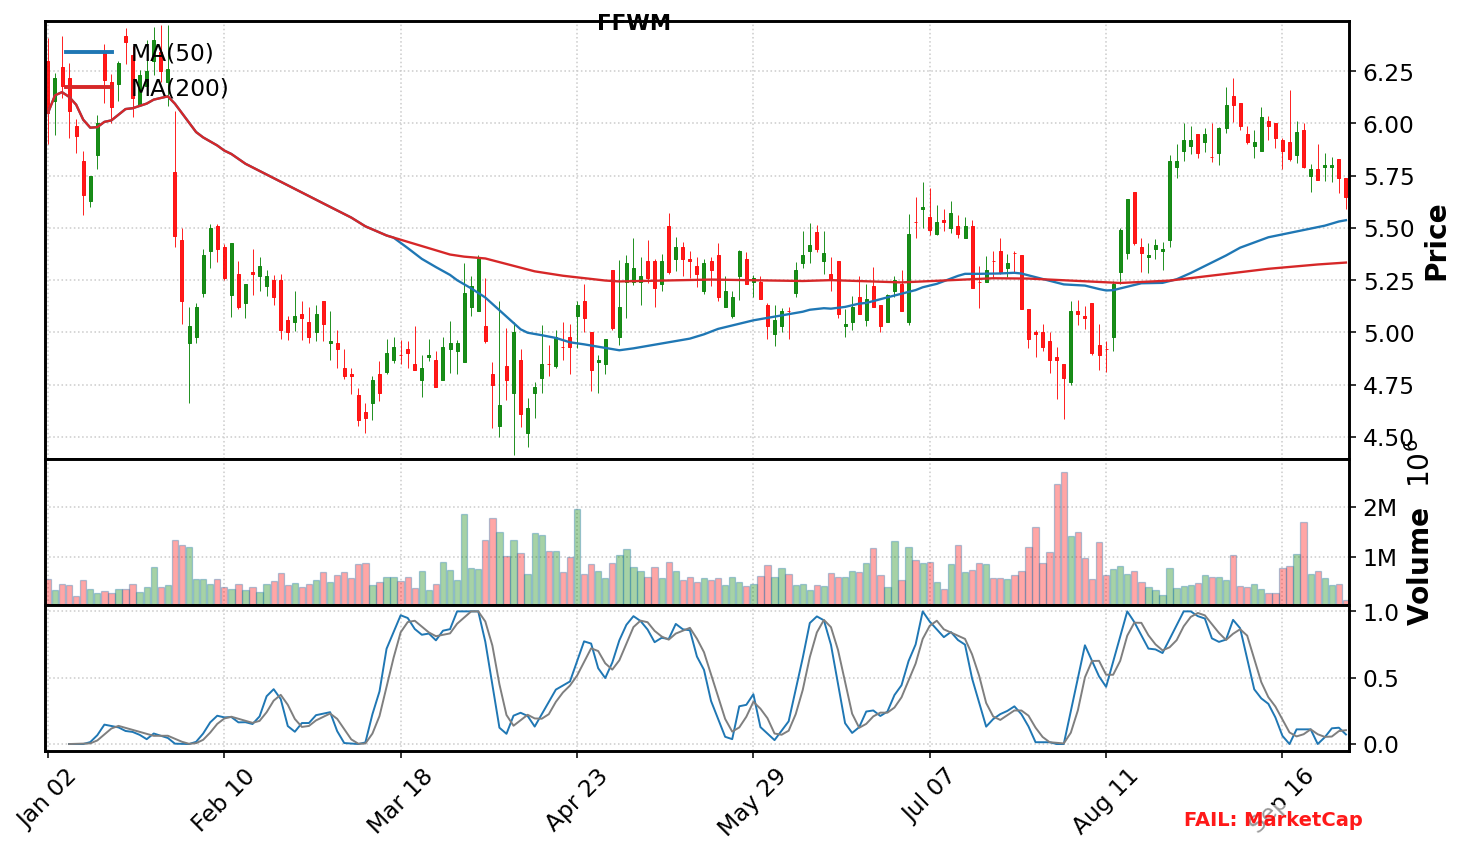 FFWM
MA(50)
MA(200)
6.25
6.00
5.75
5.50
5.25
5.00
4.75
4.50
Price
10⁶
2M
1M
Volume
1.0
0.5
0.0
Jan 02
Feb 10
Mar 18
Apr 23
May 29
Jul 07
Aug 11
Sep 16
FAIL: MarketCap